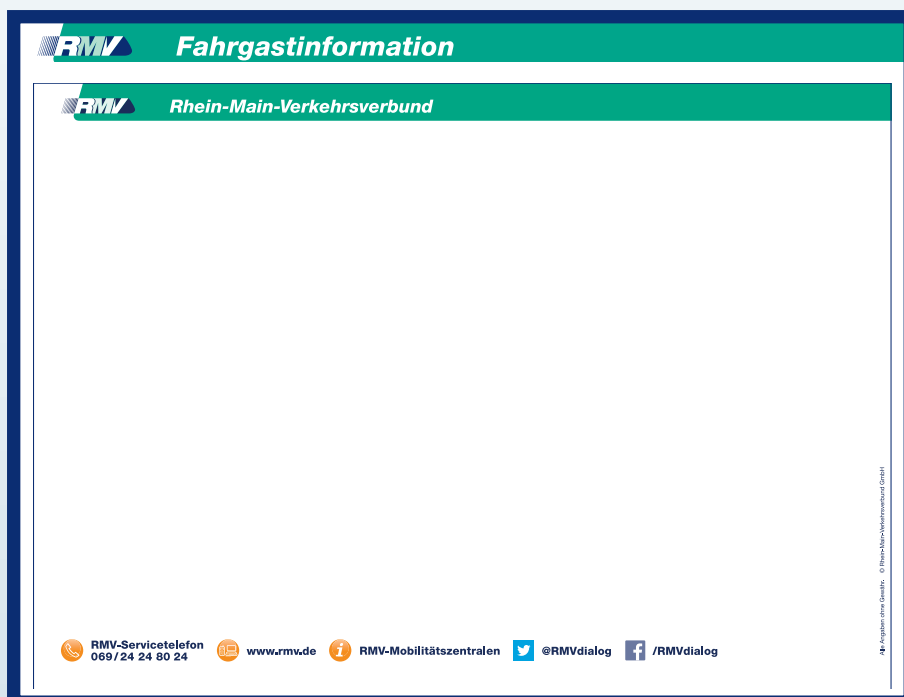 RMV Fahrgastinformation
RMV Rhein-Main-Verkehrsverbund
Alle Angaben ohne Gewähr. © Rhein-Main-Verkehrsverbund GmbH
RMV-Servicetelefon
069/24 24 80 24
www.rmv.de
RMV-Mobilitätszentralen
@RMVdialog
/RMVdialog